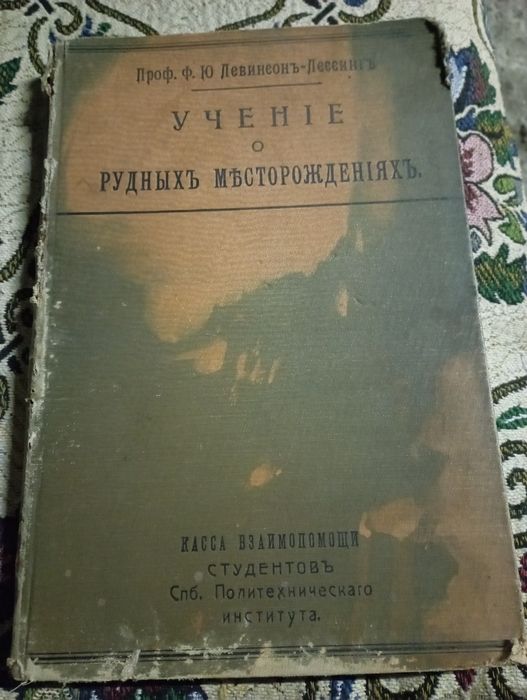 Проф. Ф. Ю Левинсонъ-Лессингъ
УЧЕНІЕ
О
РУДНЫХЪ МѢСТОРОЖДЕНІЯХЪ.
КАССА ВЗАИМОПОМОЩИ
СТУДЕНТОВЪ
Спб. Политехническаго
института.